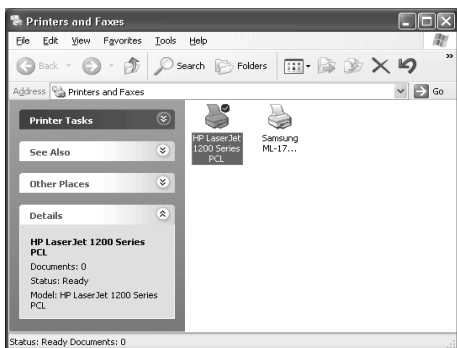 Printers and Faxes
File Edit View Favorites Tools Help
Back Search Folders »
Address Printers and Faxes Go
Printer Tasks
See Also
Other Places
Details
HP LaserJet 1200 Series
PCL
Documents: 0
Status: Ready
Model: HP LaserJet 1200 Series
PCL
HP LaserJet
1200 Series
PCL
Samsung
ML-17...
Status: Ready Documents: 0